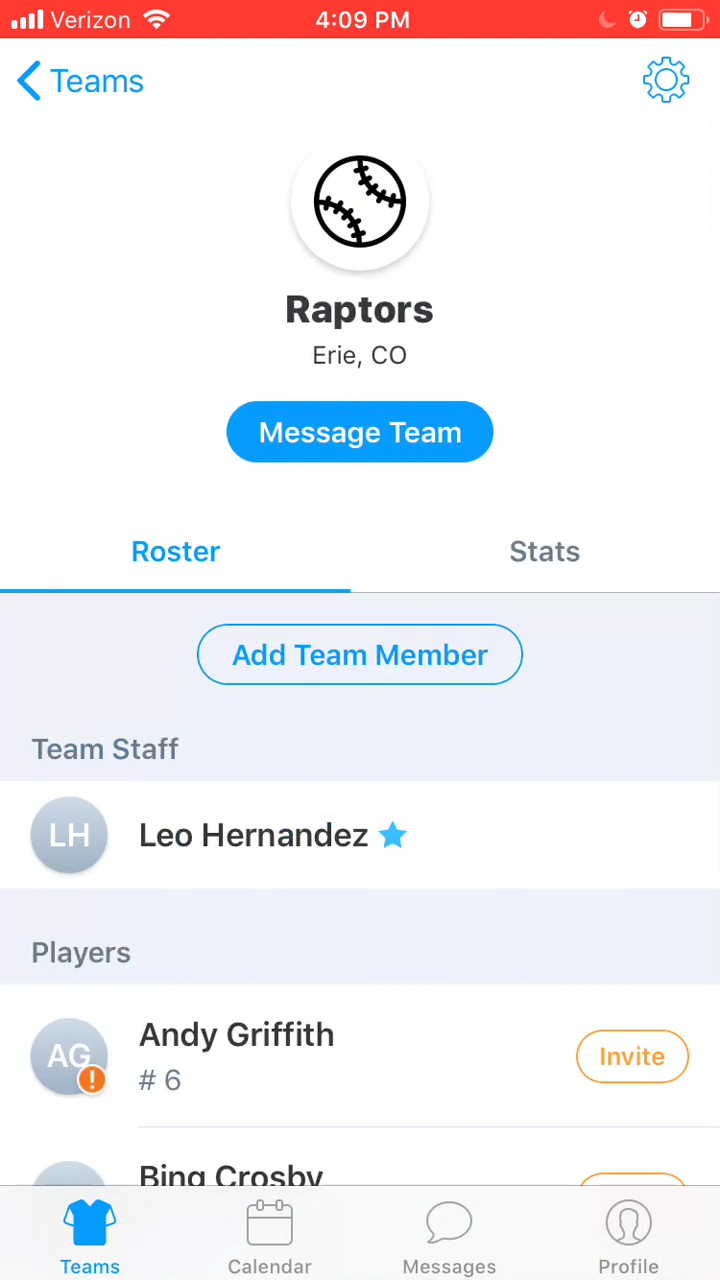 Verizon 4:09 PM
Teams
Raptors
Erie, CO
Message Team
Roster Stats
Add Team Member
Team Staff
LH Leo Hernandez
Players
AG Andy Griffith
# 6
Invite
Bing Crosby
Teams Calendar Messages Profile